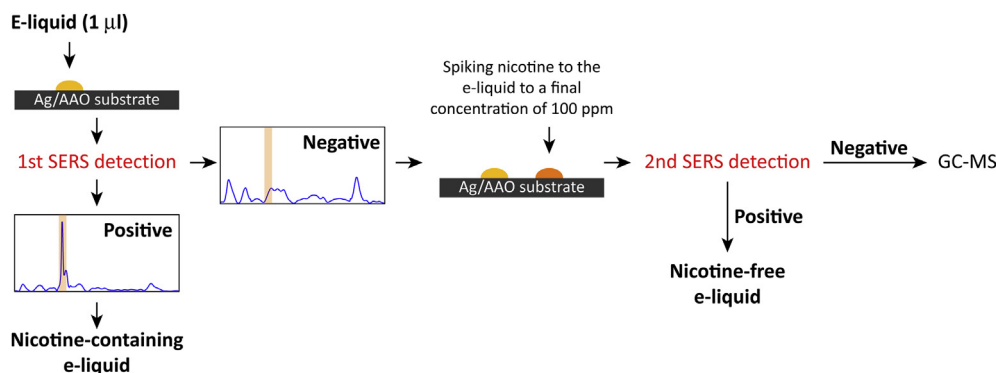 E-liquid (1 μl)
Ag/AAO substrate
1st SERS detection
Positive
Nicotine-containing
e-liquid
Negative
Spiking nicotine to the
e-liquid to a final
concentration of 100 ppm
Ag/AAO substrate
2nd SERS detection
Negative
GC-MS
Positive
Nicotine-free
e-liquid